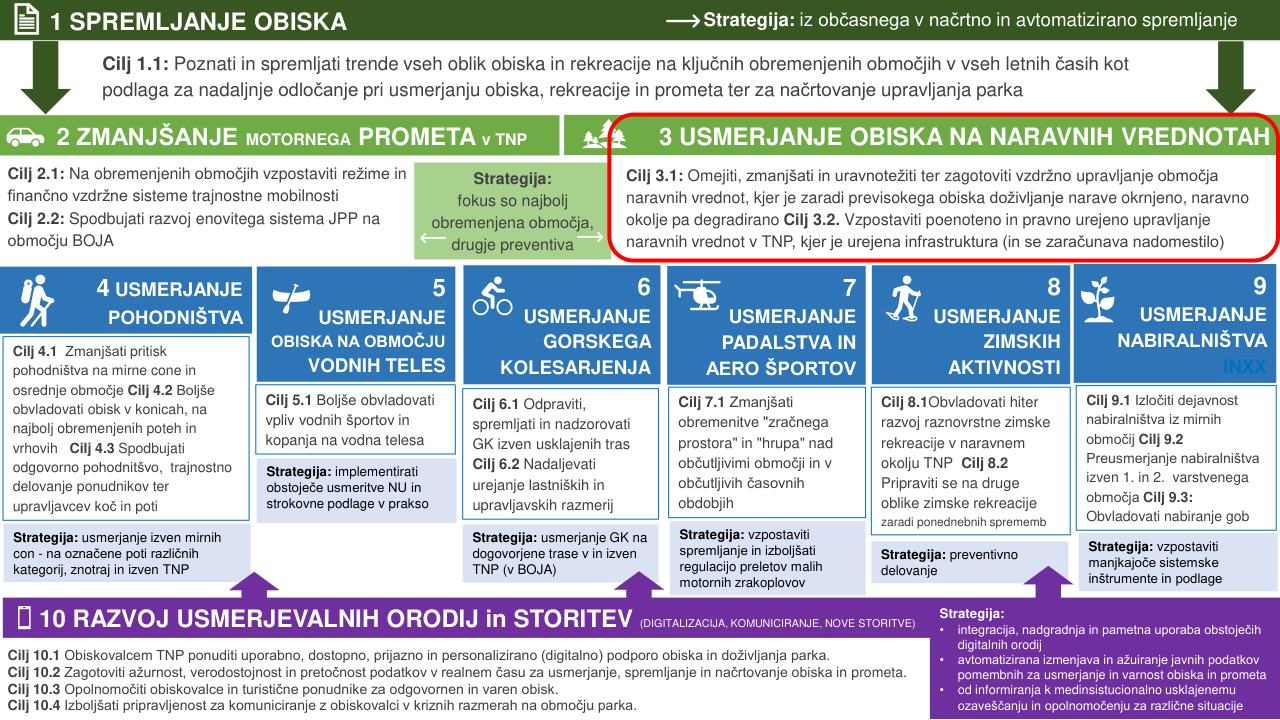 1 SPREMLJANJE OBISKA
Strategija: iz občasnega v načrtno in avtomatizirano spremljanje
Cilj 1.1: Poznati in spremljati trende vseh oblik obiska in rekreacije na ključnih obremenjenih območjih v vseh letnih časih kot
podlaga za nadaljnje odločanje pri usmerjanju obiska, rekreacije in prometa ter za načrtovanje upravljanja parka
2 ZMANJŠANJE MOTORNEGA PROMETA v TNP
Cilj 2.1: Na obremenjenih območjih vzpostaviti režime in
finančno vzdržne sisteme trajnostne mobilnosti
Cilj 2.2: Spodbujati razvoj enovitega sistema JPP na
območju BOJA
Strategija:
fokus so najbolj
obremenjena območja,
drugje preventiva
3 USMERJANJE OBISKA NA NARAVNIH VREDNOTAH
Cilj 3.1: Omejiti, zmanjšati in uravnotežiti ter zagotoviti vzdržno upravljanje območja
naravnih vrednot, kjer je zaradi previsokega obiska doživljanje narave okrnjeno, naravno
okolje pa degradirano Cilj 3.2. Vzpostaviti poenoteno in pravno urejeno upravljanje
naravnih vrednot v TNP, kjer je urejena infrastruktura (in se zaračunava nadomestilo)
4 USMERJANJE
POHODNIŠTVA
Cilj 4.1 Zmanjšati pritisk
pohodništva na mirne cone in
osrednje območje Cilj 4.2 Boljše
obvladovati obisk v konicah, na
najbolj obremenjenih poteh in
vrhovih Cilj 4.3 Spodbujati
odgovorno pohodnitšvo, trajnostno
delovanje ponudnikov ter
upravljavcev koč in poti
Strategija: usmerjanje izven mirnih
con - na označene poti različnih
kategorij, znotraj in izven TNP
5
USMERJANJE
OBISKA NA OBMOČJU
VODNIH TELES
Cilj 5.1 Boljše obvladovati
vpliv vodnih športov in
kopanja na vodna telesa
Strategija: implementirati
obstoječe usmeritve NU in
strokovne podlage v prakso
6
USMERJANJE
GORSKEGA
KOLESARJENJA
Cilj 6.1 Odpraviti,
spremljati in nadzorovati
GK izven usklajenih tras
Cilj 6.2 Nadaljevati
urejanje lastniških in
upravljavskih razmerij
Strategija: usmerjanje GK na
dogovorjene trase v in izven
TNP (v BOJA)
7
USMERJANJE
PADALSTVA IN
AERO ŠPORTOV
Cilj 7.1 Zmanjšati
obremenitve "zračnega
prostora" in "hrupa" nad
občutljivimi območji in v
občutljivih časovnih
obdobjih
Strategija: vzpostaviti
spremljanje in izboljšati
regulacijo preletov malih
motornih zrakoplovov
8
USMERJANJE
ZIMSKIH
AKTIVNOSTI
Cilj 8.1Obvladovati hiter
razvoj raznovrstne zimske
rekreacije v naravnem
okolju TNP Cilj 8.2
Pripraviti se na druge
oblike zimske rekreacije
zaradi ponednebnih sprememb
Strategija: preventivno
delovanje
9
USMERJANJE
NABIRALNIŠTVA
INXX
Cilj 9.1 Izločiti dejavnost
nabiralništva iz mirnih
območij Cilj 9.2
Preusmerjanje nabiralništva
izven 1. in 2. varstvenega
območja Cilj 9.3:
Obvladovati nabiranje gob
Strategija: vzpostaviti
manjkajoče sistemske
inštrumente in podlage
10 RAZVOJ USMERJEVALNIH ORODIJ in STORITEV (DIGITALIZACIJA, KOMUNICIRANJE, NOVE STORITVE)
Cilj 10.1 Obiskovalcem TNP ponuditi uporabno, dostopno, prijazno in personalizirano (digitalno) podporo obiska in doživljanja parka.
Cilj 10.2 Zagotoviti ažurnost, verodostojnost in pretočnost podatkov v realnem času za usmerjanje, spremljanje in načrtovanje obiska in prometa.
Cilj 10.3 Opolnomočiti obiskovalce in turistične ponudnike za odgovornen in varen obisk.
Cilj 10.4 Izboljšati pripravljenost za komuniciranje z obiskovalci v kriznih razmerah na območju parka.
Strategija:
• integracija, nadgradnja in pametna uporaba obstoječih
digitalnih orodij
• avtomatizirana izmenjava in ažuiranje javnih podatkov
pomembnih za usmerjanje in varnost obiska in prometa
• od informiranja k medinsistucionalno usklajenemu
ozaveščanju in opolnomočenju za različne situacije